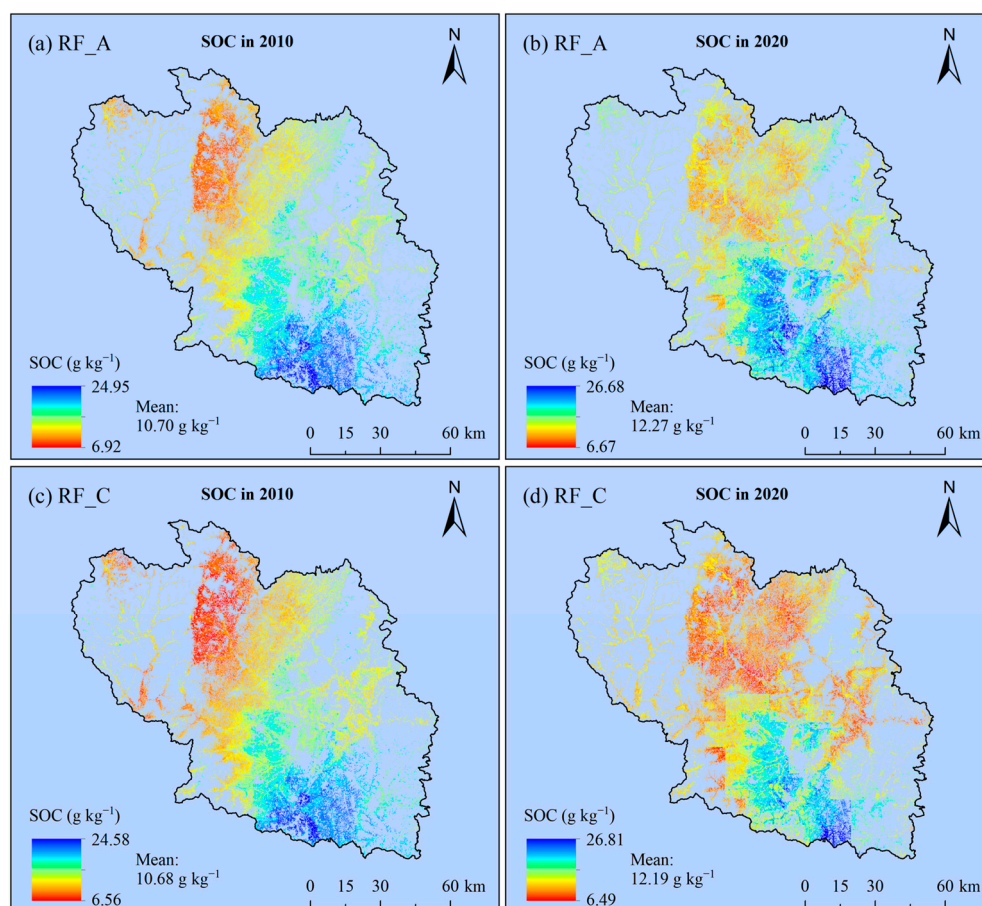 (a) RF_A
SOC in 2010
N
SOC (g kg⁻¹)
24.95
6.92
Mean:
10.70 g kg⁻¹
0 15 30 60 km
(b) RF_A
SOC in 2020
N
SOC (g kg⁻¹)
26.68
6.67
Mean:
12.27 g kg⁻¹
0 15 30 60 km
(c) RF_C
SOC in 2010
N
SOC (g kg⁻¹)
24.58
6.56
Mean:
10.68 g kg⁻¹
0 15 30 60 km
(d) RF_C
SOC in 2020
N
SOC (g kg⁻¹)
26.81
6.49
Mean:
12.19 g kg⁻¹
0 15 30 60 km